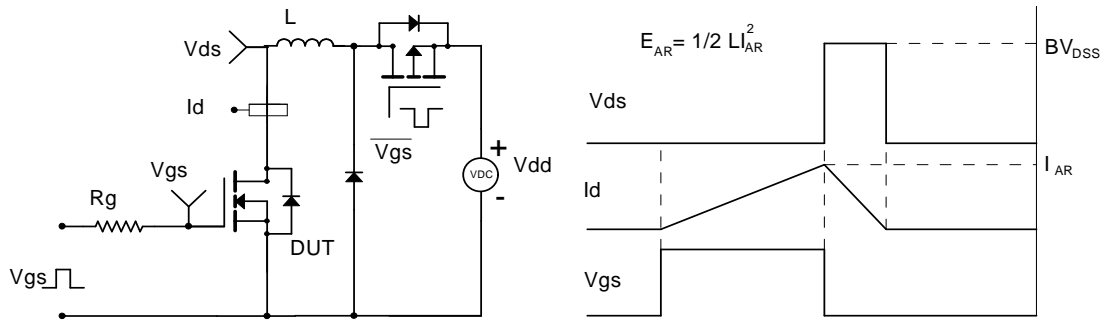 L
Vds
Id
Vgs
Vgs
Rg
DUT
Vgs
+
VDC
-
Vdd
E_AR= 1/2 LI_AR^2
Vds
BV_DSS
Id
I_AR
Vgs